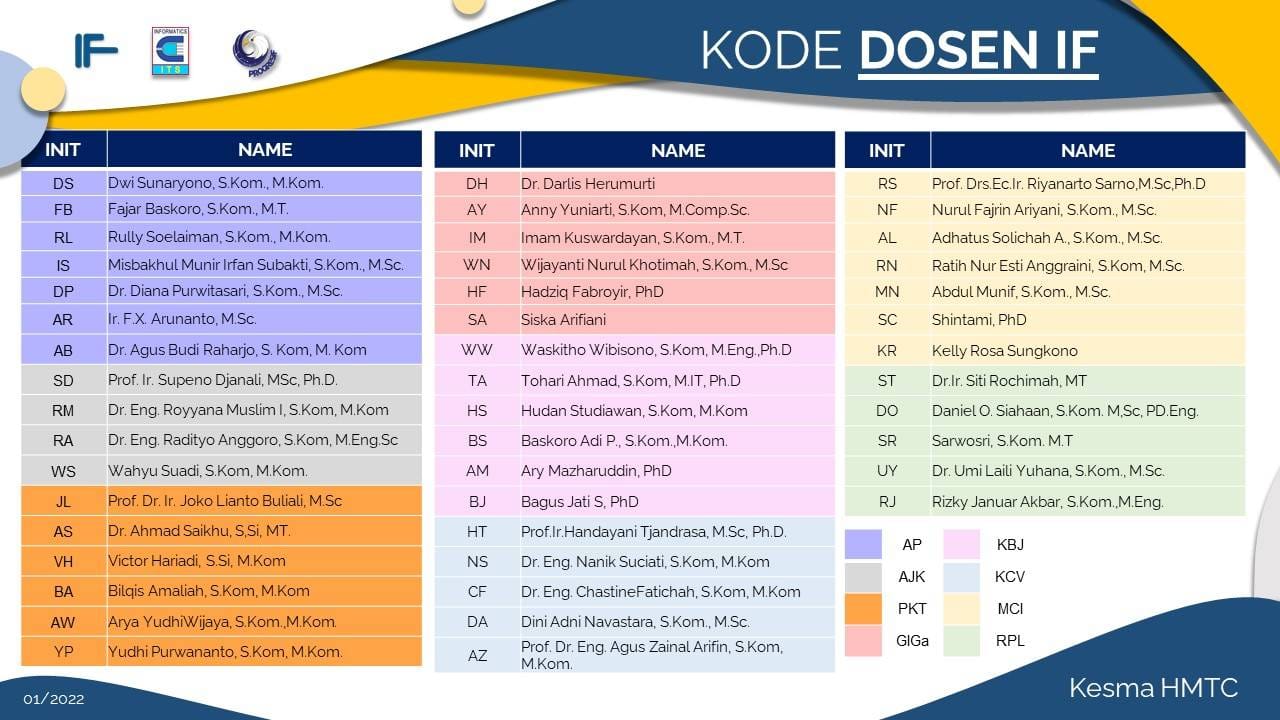 IF
INFORMATICS
ITS
PROGRESIF
KODE DOSEN IF
INIT NAME
DS Dwi Sunaryono, S.Kom., M.Kom.
FB Fajar Baskoro, S.Kom., M.T.
RL Rully Soelaiman, S.Kom., M.Kom.
IS Misbakhul Munir Irfan Subakti, S.Kom., M.Sc.
DP Dr. Diana Purwitasari, S.Kom., M.Sc.
AR Ir. F.X. Arunanto, M.Sc.
AB Dr. Agus Budi Raharjo, S. Kom, M. Kom
SD Prof. Ir. Supeno Djanali, MSc, Ph.D.
RM Dr. Eng. Royyana Muslim I, S.Kom, M.Kom
RA Dr. Eng. Radityo Anggoro, S.Kom, M.Eng.Sc
WS Wahyu Suadi, S.Kom, M.Kom.
JL Prof. Dr. Ir. Joko Lianto Buliali, M.Sc
AS Dr. Ahmad Saikhu, S,Si, MT.
VH Victor Hariadi, S.Si, M.Kom
BA Bilqis Amaliah, S.Kom, M.Kom
AW Arya YudhiWijaya, S.Kom.,M.Kom.
YP Yudhi Purwananto, S.Kom, M.Kom.
INIT NAME
DH Dr. Darlis Herumurti
AY Anny Yuniarti, S.Kom, M.Comp.Sc.
IM Imam Kuswardayan, S.Kom., M.T.
WN Wijayanti Nurul Khotimah, S.Kom., M.Sc
HF Hadziq Fabroyir, PhD
SA Siska Arifiani
WW Waskitho Wibisono, S.Kom, M.Eng.,Ph.D
TA Tohari Ahmad, S.Kom, M.IT, Ph.D
HS Hudan Studiawan, S.Kom, M.Kom
BS Baskoro Adi P., S.Kom.,M.Kom.
AM Ary Mazharuddin, PhD
BJ Bagus Jati S, PhD
HT Prof.Ir.Handayani Tjandrasa, M.Sc, Ph.D.
NS Dr. Eng. Nanik Suciati, S.Kom, M.Kom
CF Dr. Eng. ChastineFatichah, S.Kom, M.Kom
DA Dini Adni Navastara, S.Kom., M.Sc.
AZ Prof. Dr. Eng. Agus Zainal Arifin, S.Kom,
M.Kom.
INIT NAME
RS Prof. Drs.Ec.Ir. Riyanarto Sarno,M.Sc,Ph.D
NF Nurul Fajrin Ariyani, S.Kom., M.Sc.
AL Adhatus Solichah A., S.Kom., M.Sc.
RN Ratih Nur Esti Anggraini, S.Kom, M.Sc.
MN Abdul Munif, S.Kom., M.Sc.
SC Shintami, PhD
KR Kelly Rosa Sungkono
ST Dr.Ir. Siti Rochimah, MT
DO Daniel O. Siahaan, S.Kom. M,Sc, PD.Eng.
SR Sarwosri, S.Kom. M.T
UY Dr. Umi Laili Yuhana, S.Kom., M.Sc.
RJ Rizky Januar Akbar, S.Kom.,M.Eng.
AP KBJ
AJK KCV
PKT MCI
GIGa RPL
01/2022
Kesma HMTC